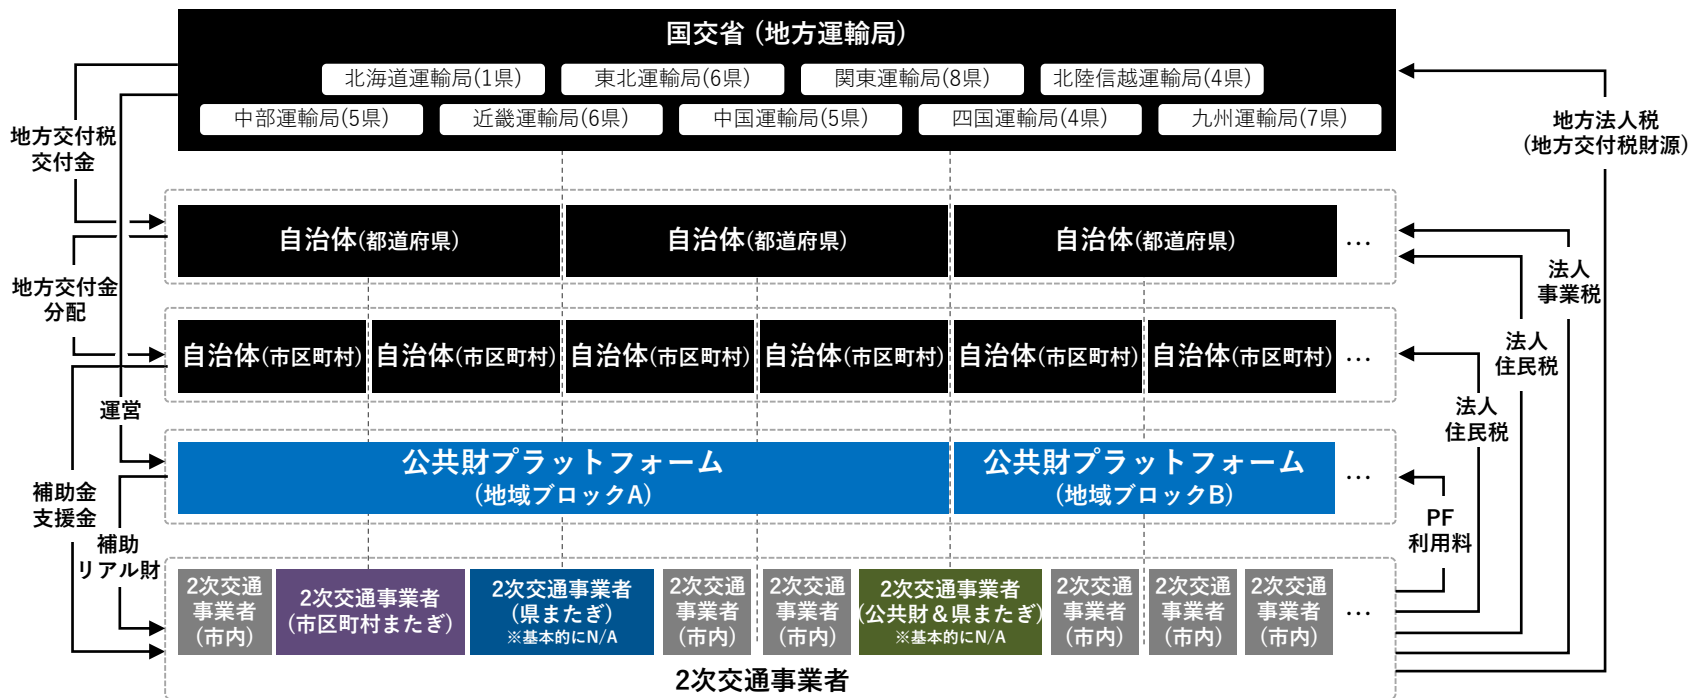 国交省 (地方運輸局)
北海道運輸局(1県)
東北運輸局(6県)
関東運輸局(8県)
北陸信越運輸局(4県)
中部運輸局(5県)
近畿運輸局(6県)
中国運輸局(5県)
四国運輸局(4県)
九州運輸局(7県)
地方交付税
交付金
地方法人税
(地方交付税財源)
自治体(都道府県)
自治体(都道府県)
自治体(都道府県)
…
地方交付金
分配
法人
事業税
自治体(市区町村)
自治体(市区町村)
自治体(市区町村)
自治体(市区町村)
自治体(市区町村)
自治体(市区町村)
…
法人
住民税
運営
法人
住民税
公共財プラットフォーム
(地域ブロックA)
公共財プラットフォーム
(地域ブロックB)
…
補助金
支援金
補助
リアル財
PF
利用料
2次交通
事業者
(市内)
2次交通事業者
(市区町村またぎ)
2次交通事業者
(県またぎ)
※基本的にN/A
2次交通
事業者
(市内)
2次交通
事業者
(市内)
2次交通事業者
(公共財＆県またぎ)
※基本的にN/A
2次交通
事業者
(市内)
2次交通
事業者
(市内)
2次交通
事業者
(市内)
…
2次交通事業者